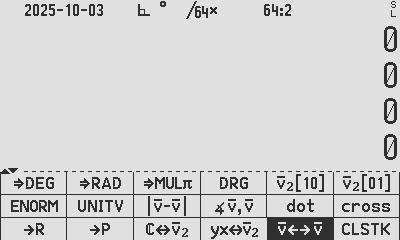 2025-10-03 ∟ ° /64× 64:2 S L
0
0
0
0
➔DEG ➔RAD ➔MULπ DRG v̅₂[10] v̅₂[01]
ENORM UNITV |v̅-v̅| ∡v̅,v̅ dot cross
➔R ➔P ℂ⇔v̅₂ yx⇔v̅₂ v̅←→v̅ CLSTK